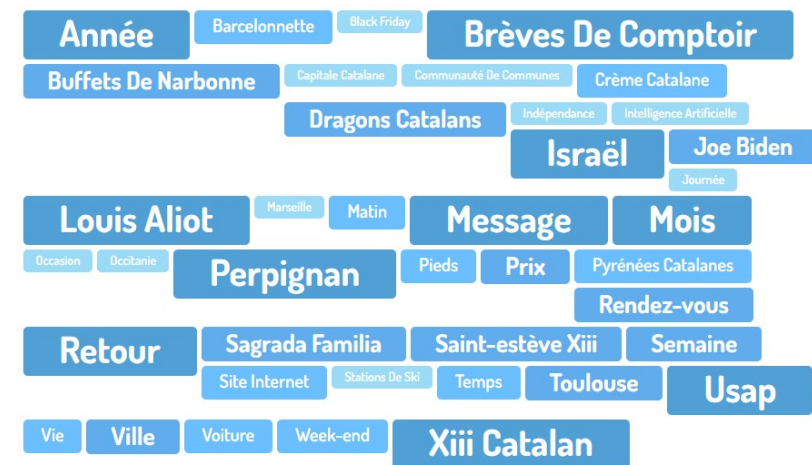 Année Barcelonnette Black Friday Brèves De Comptoir
Buffets De Narbonne Capitale Catalane Communauté De Communes Crème Catalane
Dragons Catalans Indépendance Intelligence Artificielle
Israël Joe Biden
Journée
Louis Aliot Marseille Matin Message Mois
Occasion Occitanie Perpignan Pieds Prix Pyrénées Catalanes
Rendez-vous
Retour Sagrada Familia Saint-estève Xiii Semaine
Site Internet Stations De Ski Temps Toulouse Usap
Vie Ville Voiture Week-end Xiii Catalan